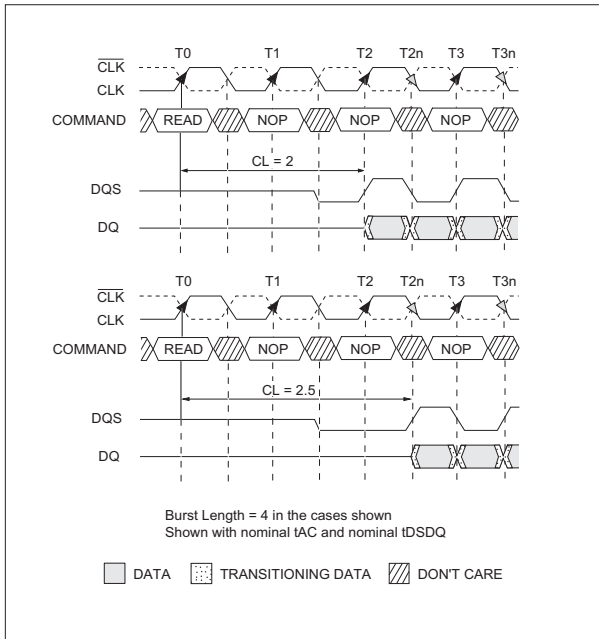 T0 T1 T2 T2n T3 T3n
CLK
CLK
COMMAND READ NOP NOP NOP
CL = 2
DQS
DQ
T0 T1 T2 T2n T3 T3n
CLK
CLK
COMMAND READ NOP NOP NOP
CL = 2.5
DQS
DQ
Burst Length = 4 in the cases shown
Shown with nominal tAC and nominal tDSDQ
DATA TRANSITIONING DATA DON'T CARE